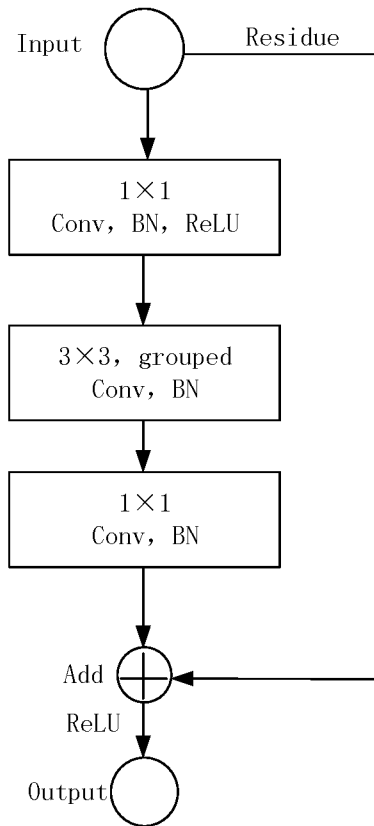 Input
Residue
1×1
Conv, BN, ReLU
3×3, grouped
Conv, BN
1×1
Conv, BN
Add
ReLU
Output